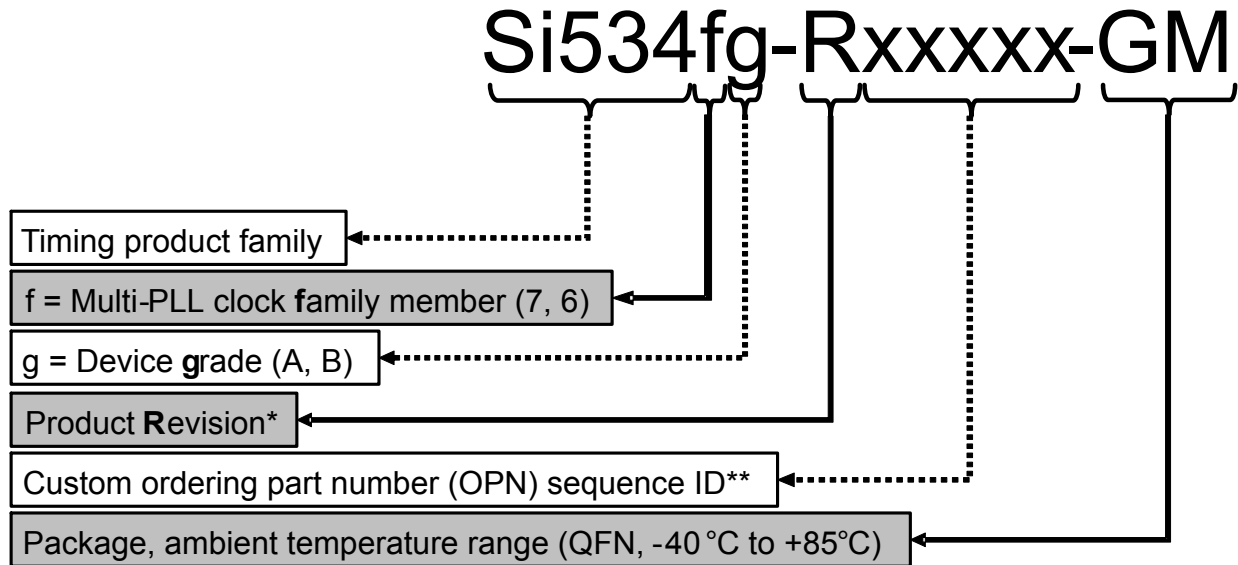 Si534fg-Rxxxxx-GM
Timing product family
f = Multi-PLL clock family member (7, 6)
g = Device grade (A, B)
Product Revision*
Custom ordering part number (OPN) sequence ID**
Package, ambient temperature range (QFN, -40 °C to +85°C)